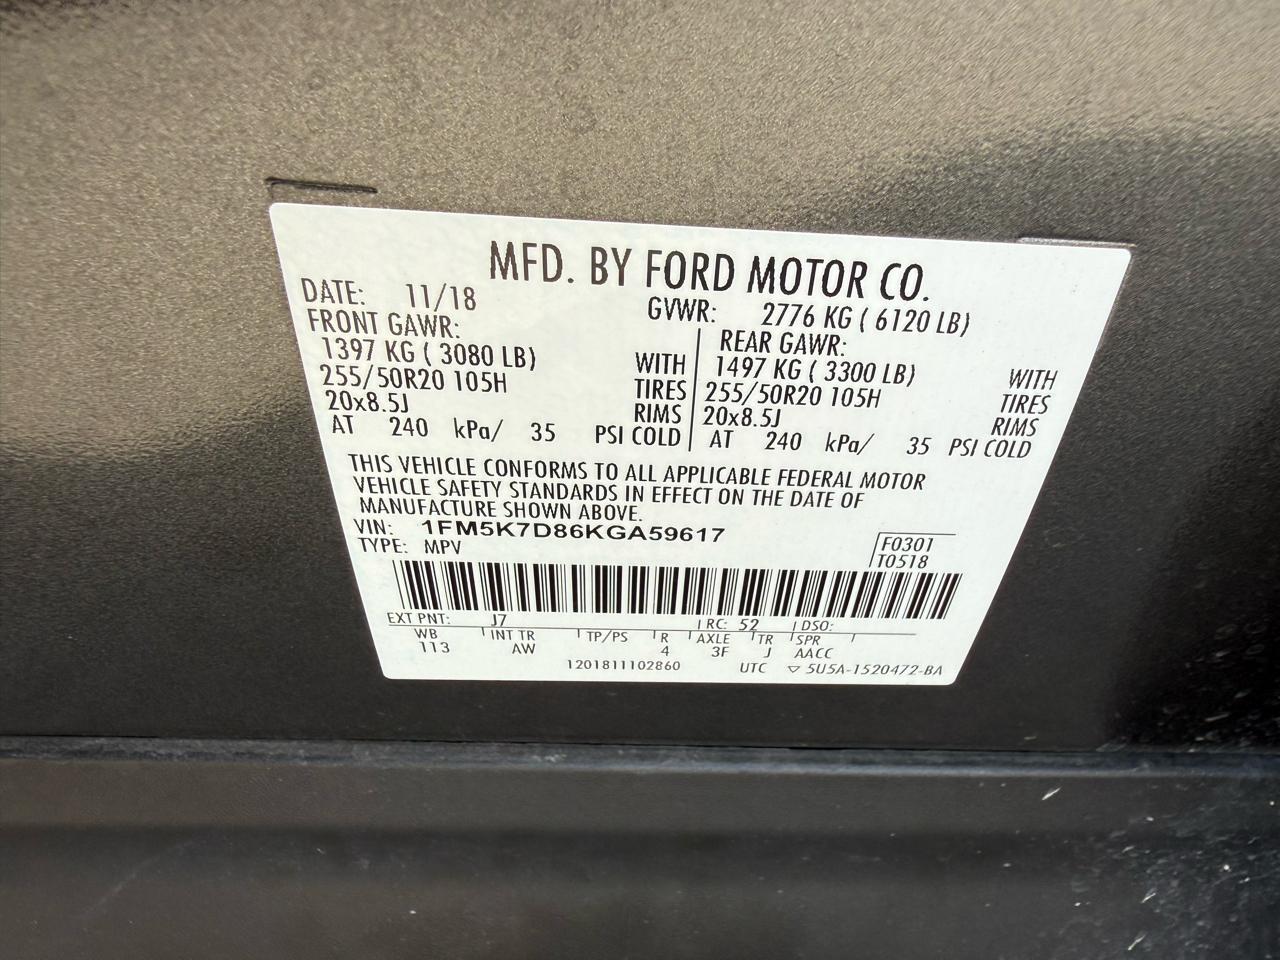 MFD. BY FORD MOTOR CO.
DATE: 11/18 GVWR: 2776 KG ( 6120 LB)
FRONT GAWR: REAR GAWR:
1397 KG ( 3080 LB) WITH 1497 KG ( 3300 LB) WITH
255/50R20 105H TIRES 255/50R20 105H TIRES
20x8.5J RIMS 20x8.5J RIMS
AT 240 kPa/ 35 PSI COLD AT 240 kPa/ 35 PSI COLD
THIS VEHICLE CONFORMS TO ALL APPLICABLE FEDERAL MOTOR
VEHICLE SAFETY STANDARDS IN EFFECT ON THE DATE OF
MANUFACTURE SHOWN ABOVE.
VIN: 1FM5K7D86KGA59617
TYPE: MPV
F0301
T0518
EXT PNT: J7 RC: 52 DSO:
WB INT TR TP/PS R AXLE TR SPR
113 AW 4 3F J AACC
1201811102860 UTC ▽ 5U5A-1520472-BA